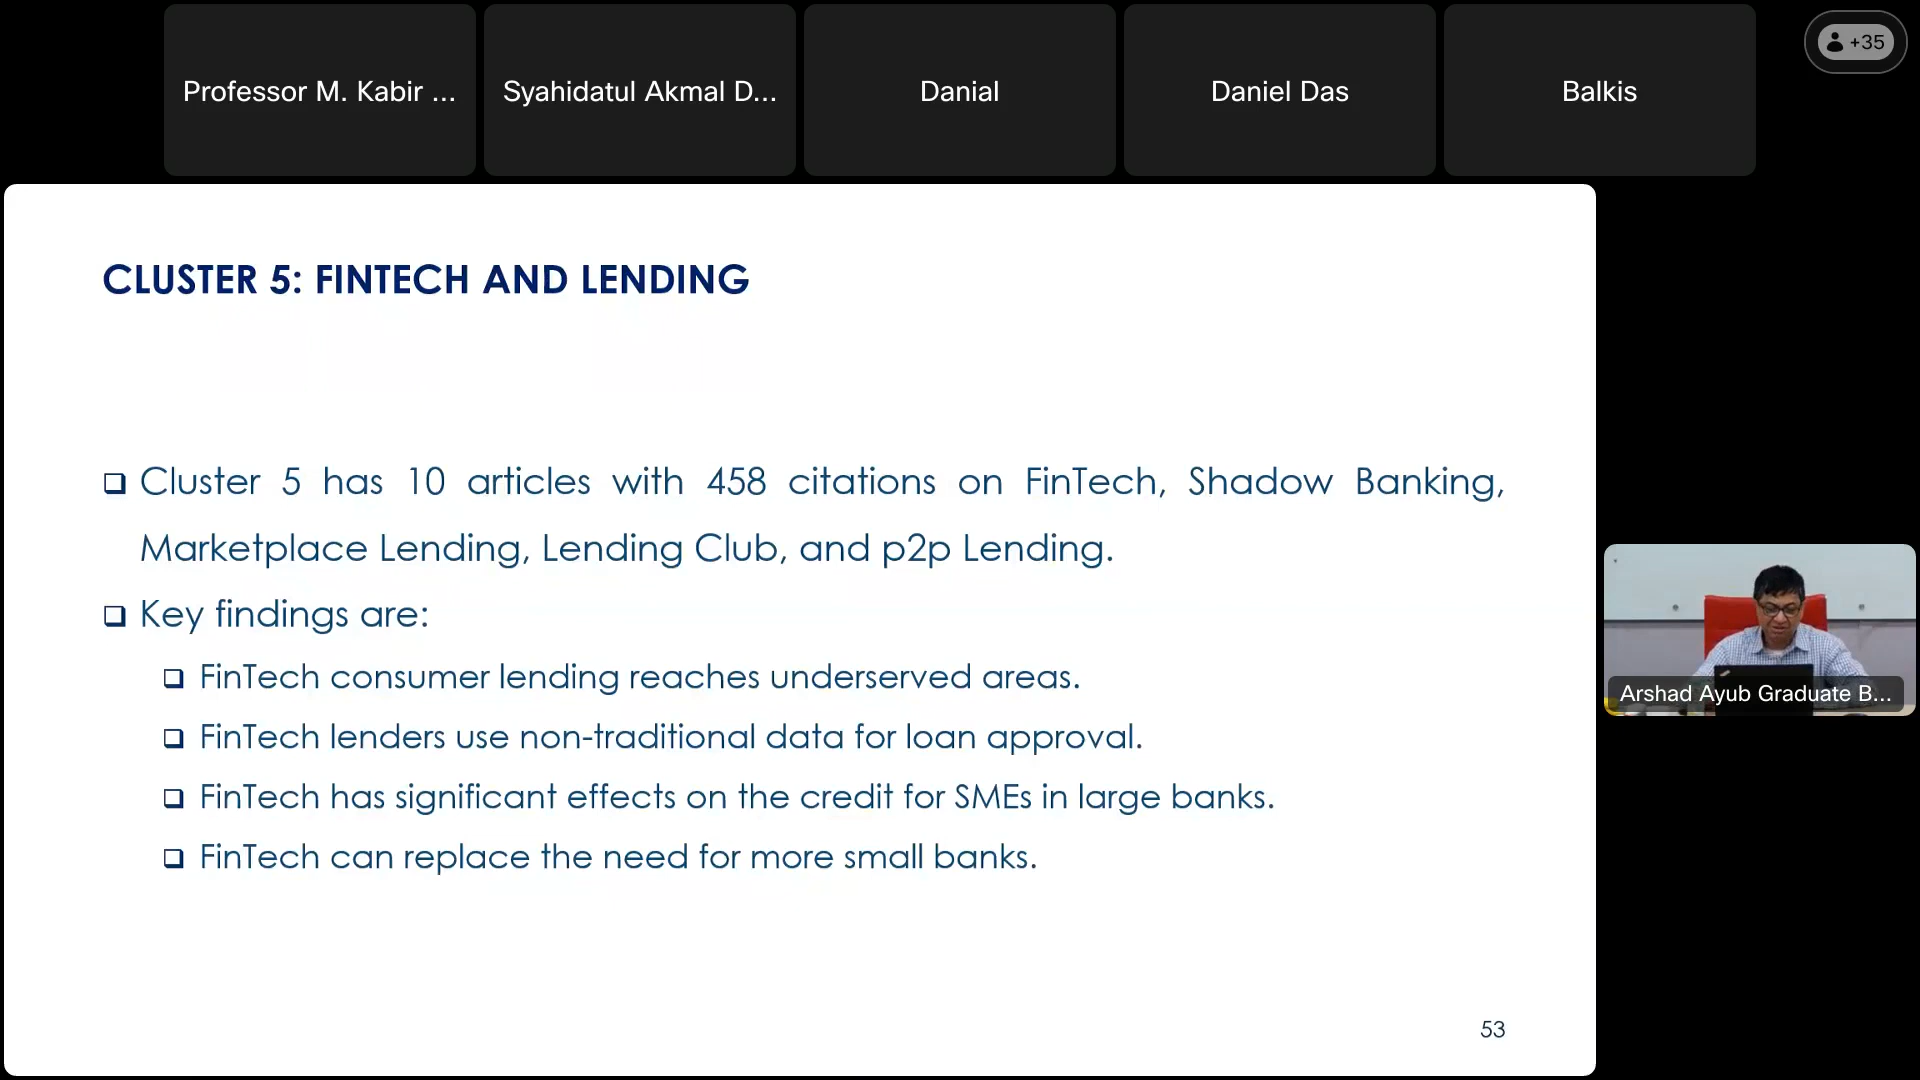 Professor M. Kabir ...
Syahidatul Akmal D...
Danial
Daniel Das
Balkis
+35
CLUSTER 5: FINTECH AND LENDING
❑ Cluster 5 has 10 articles with 458 citations on FinTech, Shadow Banking,
Marketplace Lending, Lending Club, and p2p Lending.
❑ Key findings are:
❑ FinTech consumer lending reaches underserved areas.
❑ FinTech lenders use non-traditional data for loan approval.
❑ FinTech has significant effects on the credit for SMEs in large banks.
❑ FinTech can replace the need for more small banks.
Arshad Ayub Graduate B...
53